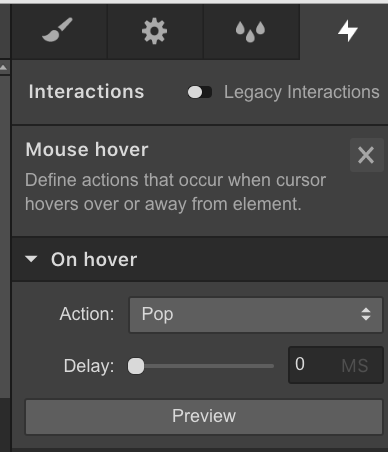 Interactions
Legacy Interactions
Mouse hover
Define actions that occur when cursor
hovers over or away from element.
On hover
Action: Pop
Delay: 0 MS
Preview